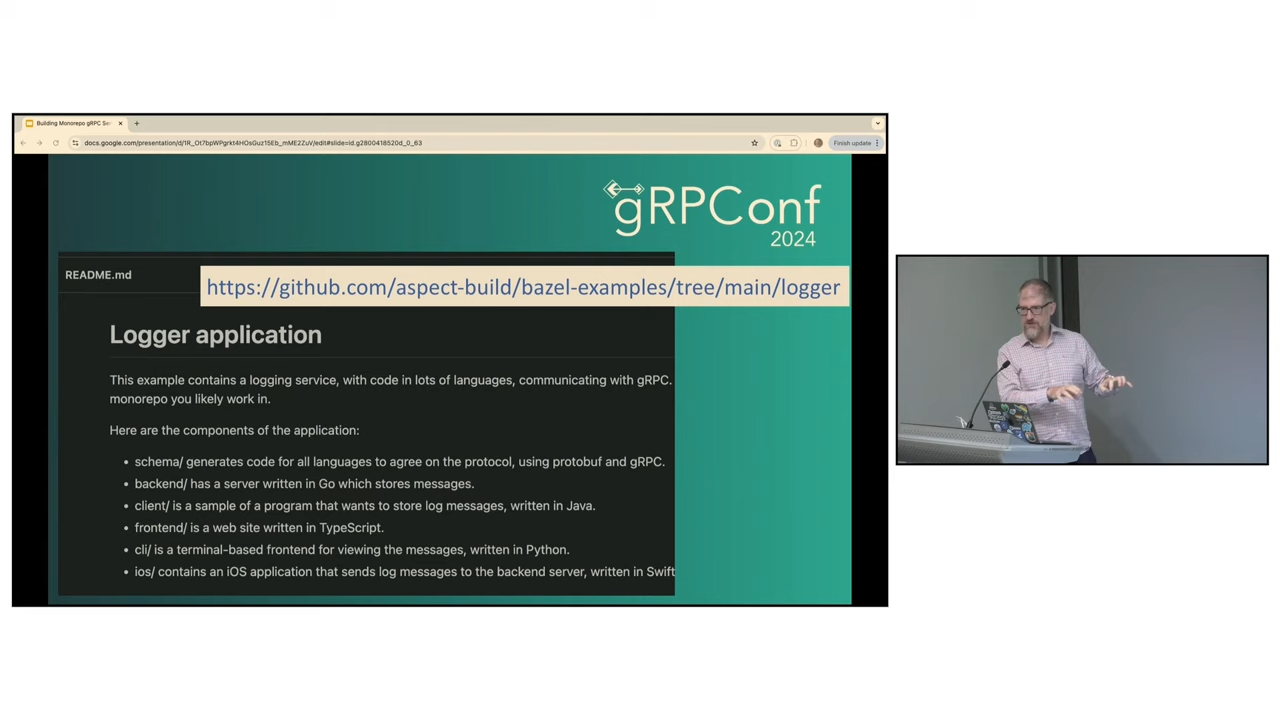 Building Monorepo gRPC Ser
docs.google.com/presentation/d/1R_Ot7bpWPgrkt4HOsGuz15Eb_mME2ZuV/edit#slide=id.g2800418520d_0_63
Finish update
gRPConf
2024
README.md
https://github.com/aspect-build/bazel-examples/tree/main/logger
Logger application
This example contains a logging service, with code in lots of languages, communicating with gRPC.
monorepo you likely work in.
Here are the components of the application:
• schema/ generates code for all languages to agree on the protocol, using protobuf and gRPC.
• backend/ has a server written in Go which stores messages.
• client/ is a sample of a program that wants to store log messages, written in Java.
• frontend/ is a web site written in TypeScript.
• cli/ is a terminal-based frontend for viewing the messages, written in Python.
• ios/ contains an iOS application that sends log messages to the backend server, written in Swift